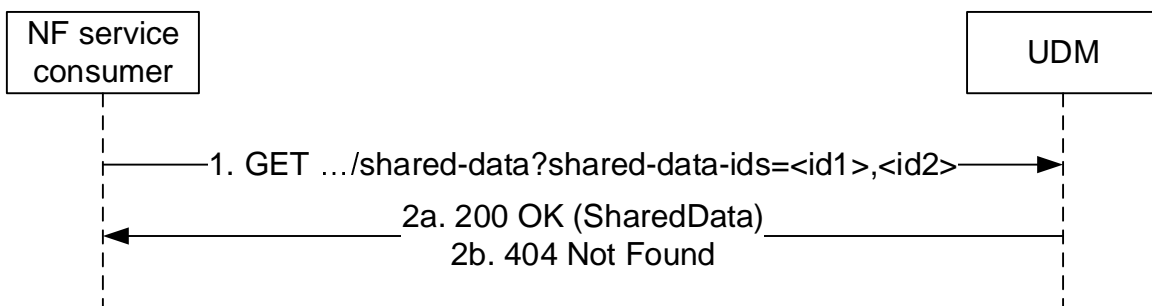 NF service
consumer
UDM
1. GET …/shared-data?shared-data-ids=<id1>,<id2>
2a. 200 OK (SharedData)
2b. 404 Not Found